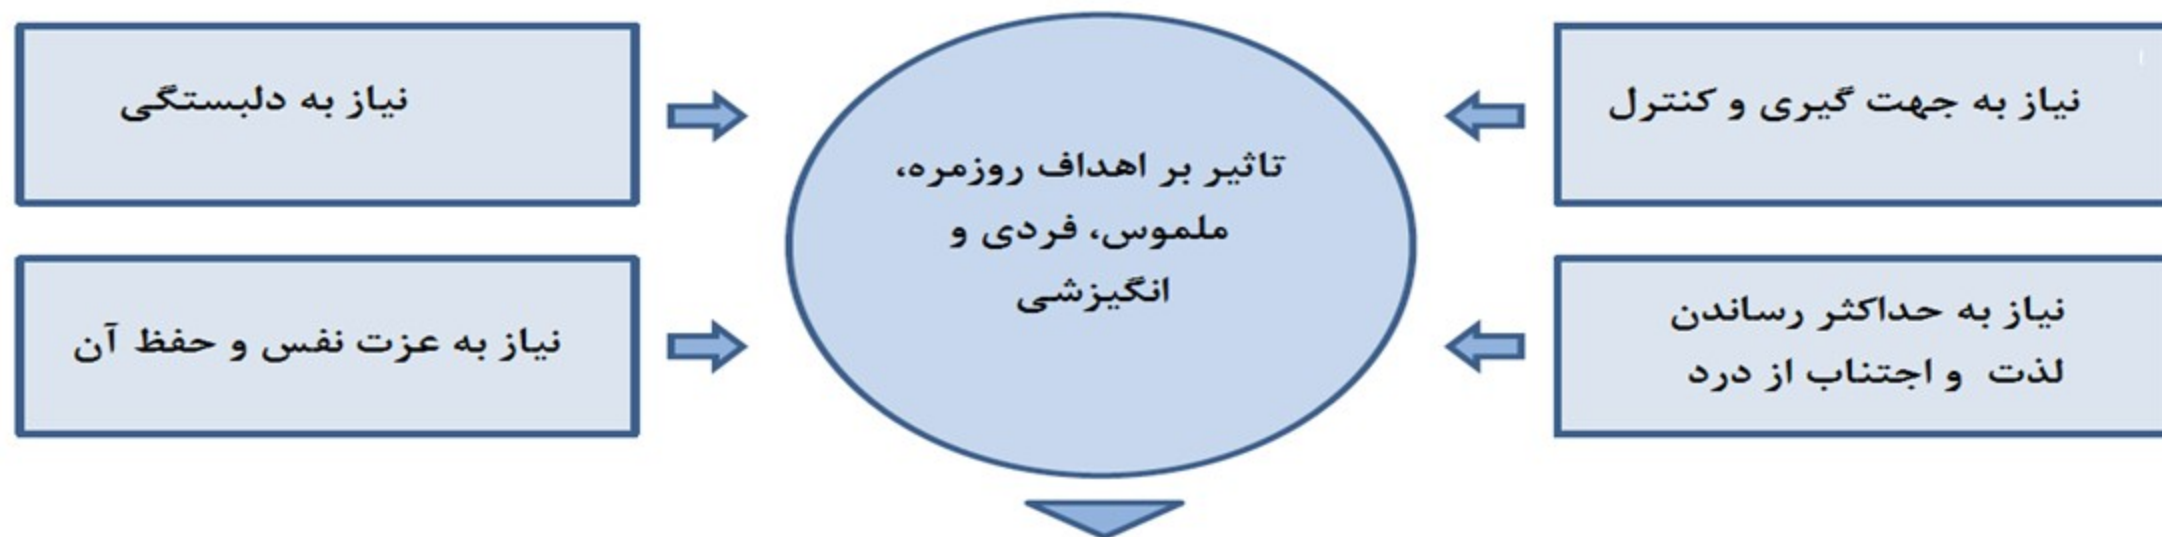 نیاز به جهت گیری و کنترل
نیاز به دلبستگی
تاثیر بر اهداف روزمره،
ملموس، فردی و
انگیزشی
نیاز به حداکثر رساندن
لذت و اجتناب از درد
نیاز به عزت نفس و حفظ آن